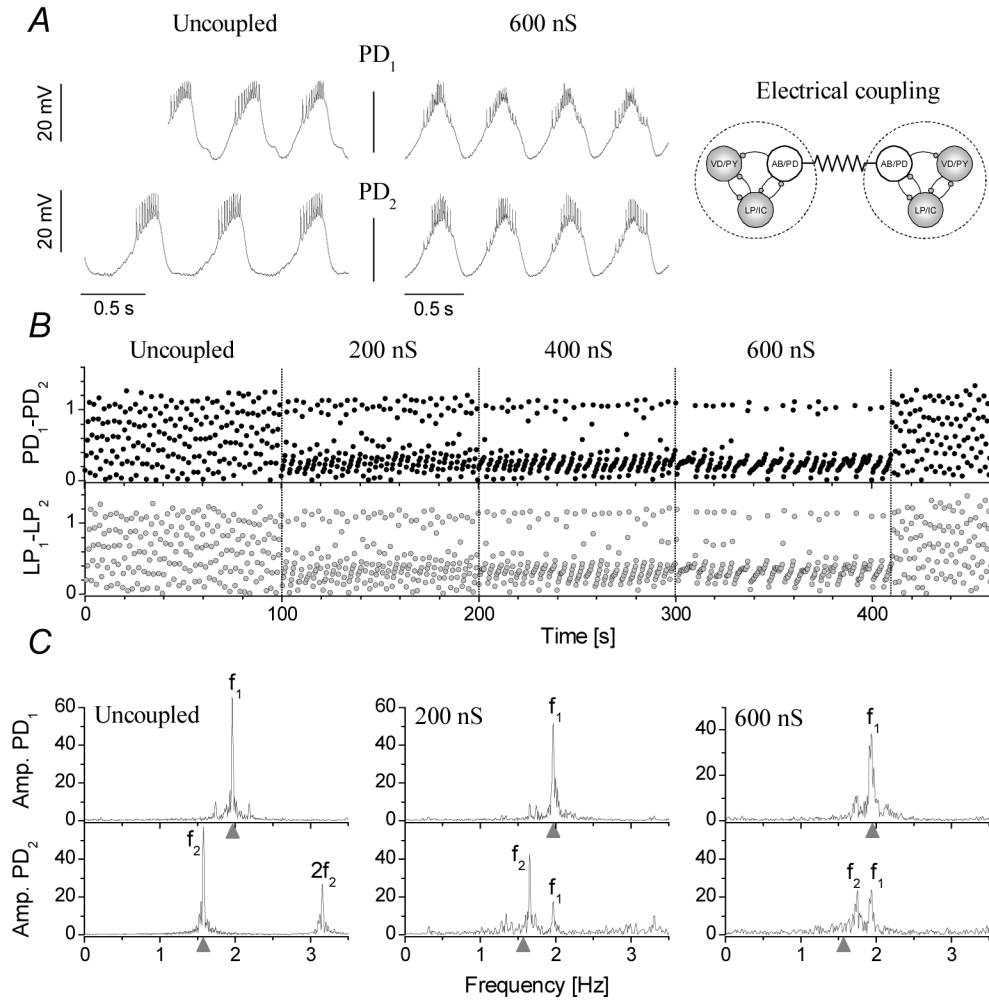 A
Uncoupled
600 nS
PD1
20 mV
PD2
20 mV
0.5 s
0.5 s
Electrical coupling
VD/PY
AB/PD
LP/IC
AB/PD
VD/PY
LP/IC
B
Uncoupled
200 nS
400 nS
600 nS
PD1-PD2
1
0
LP1-LP2
1
0
0
100
200
300
400
Time [s]
C
Uncoupled
f1
Amp. PD1
60
40
20
0
200 nS
f1
60
40
20
0
600 nS
f1
40
20
0
Amp. PD2
f2
2f2
40
20
0
f2
f1
40
20
0
f2
f1
40
20
0
0
1
2
3
0
1
2
3
0
1
2
3
Frequency [Hz]